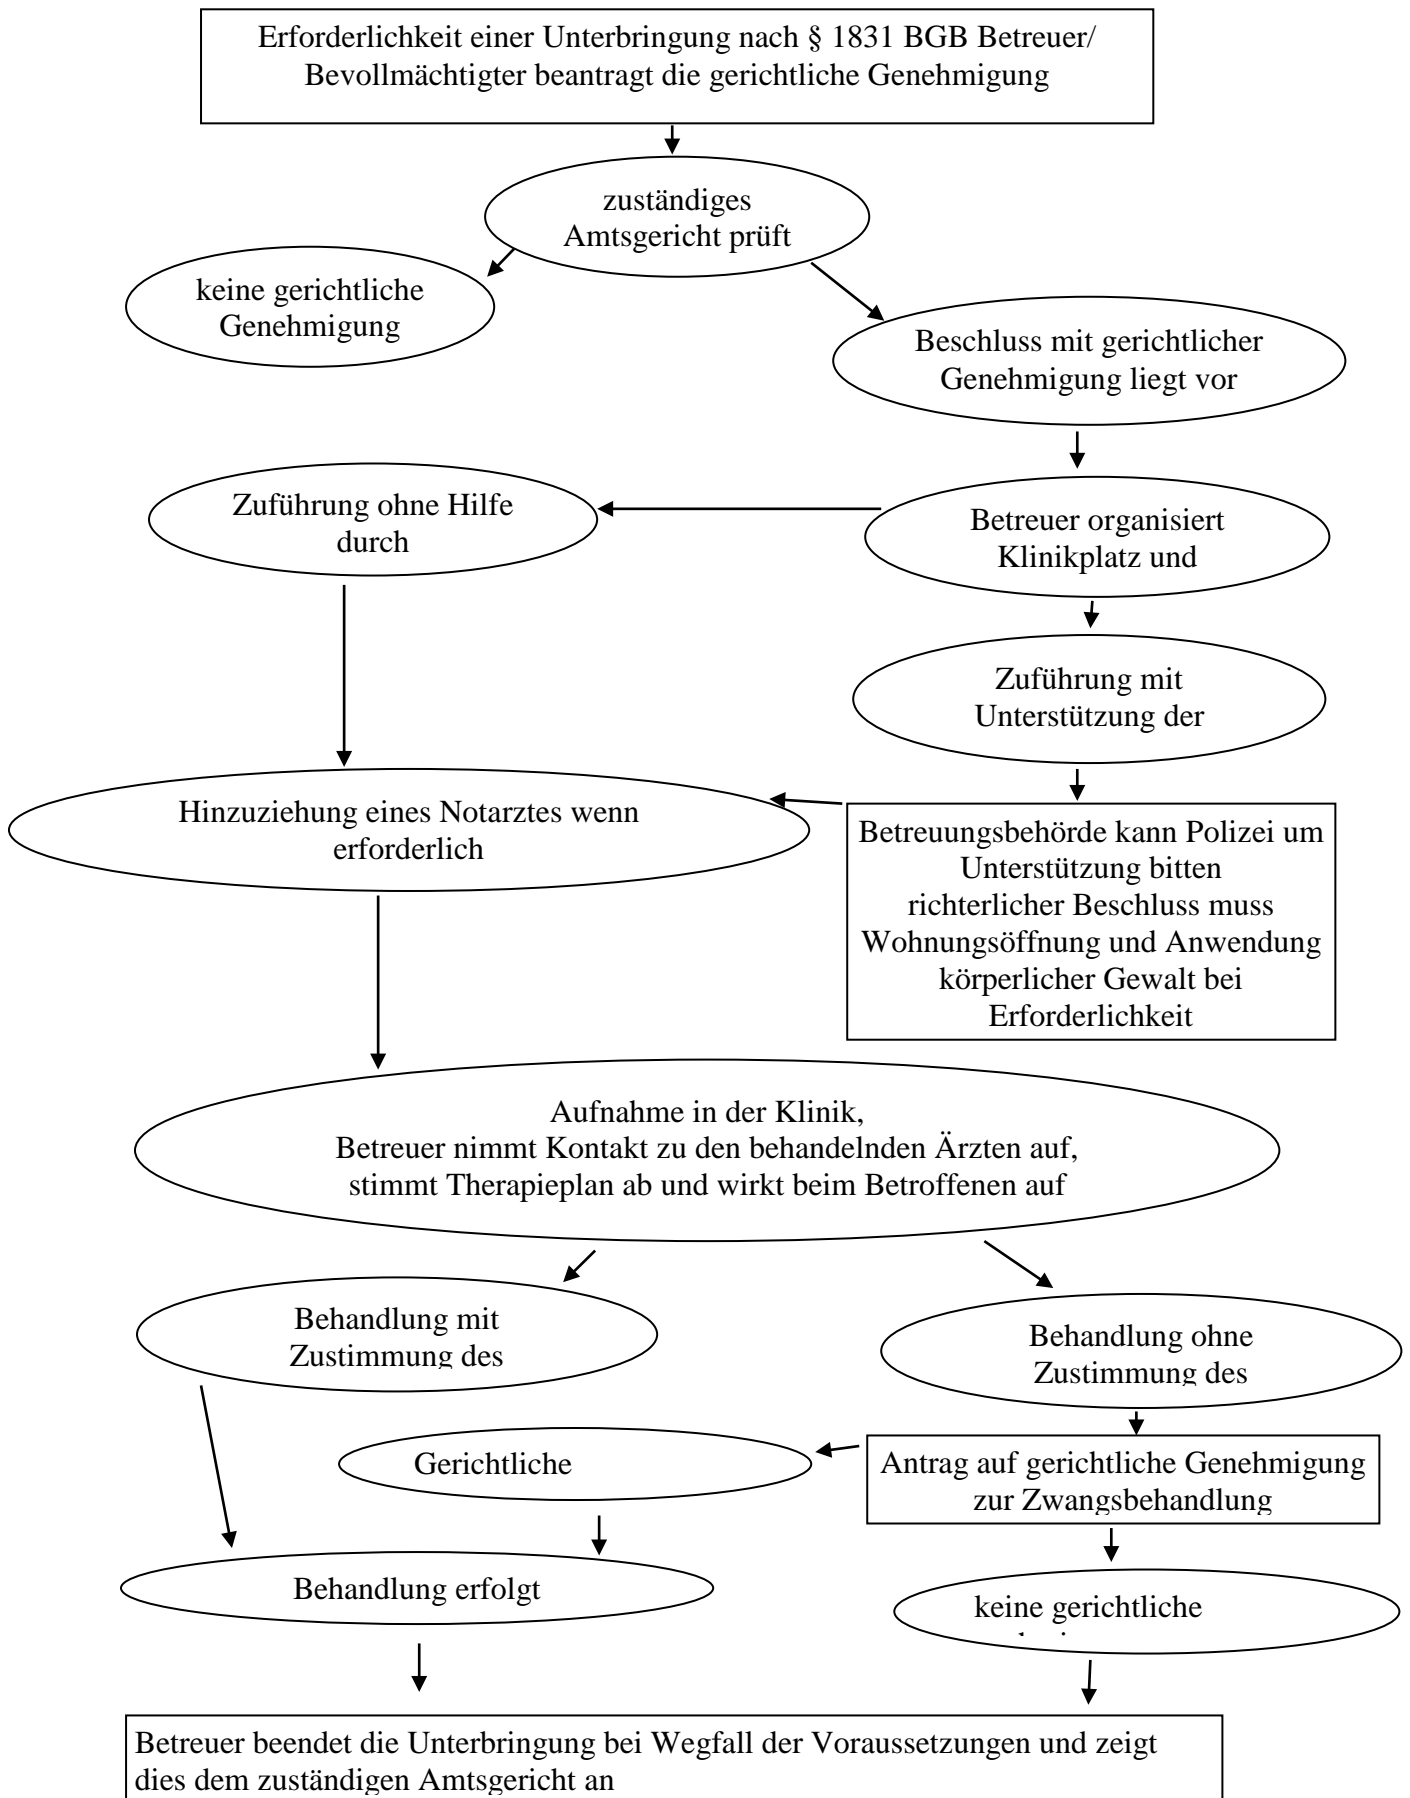 Erforderlichkeit einer Unterbringung nach § 1831 BGB Betreuer/
Bevollmächtigter beantragt die gerichtliche Genehmigung
zuständiges
Amtsgericht prüft
keine gerichtliche
Genehmigung
Beschluss mit gerichtlicher
Genehmigung liegt vor
Zuführung ohne Hilfe
durch
Betreuer organisiert
Klinikplatz und
Zuführung mit
Unterstützung der
Hinzuziehung eines Notarztes wenn
erforderlich
Betreuungsbehörde kann Polizei um
Unterstützung bitten
richterlicher Beschluss muss
Wohnungsöffnung und Anwendung
körperlicher Gewalt bei
Erforderlichkeit
Aufnahme in der Klinik,
Betreuer nimmt Kontakt zu den behandelnden Ärzten auf,
stimmt Therapieplan ab und wirkt beim Betroffenen auf
Behandlung mit
Zustimmung des
Behandlung ohne
Zustimmung des
Gerichtliche
Antrag auf gerichtliche Genehmigung
zur Zwangsbehandlung
Behandlung erfolgt
keine gerichtliche
Betreuer beendet die Unterbringung bei Wegfall der Voraussetzungen und zeigt
dies dem zuständigen Amtsgericht an